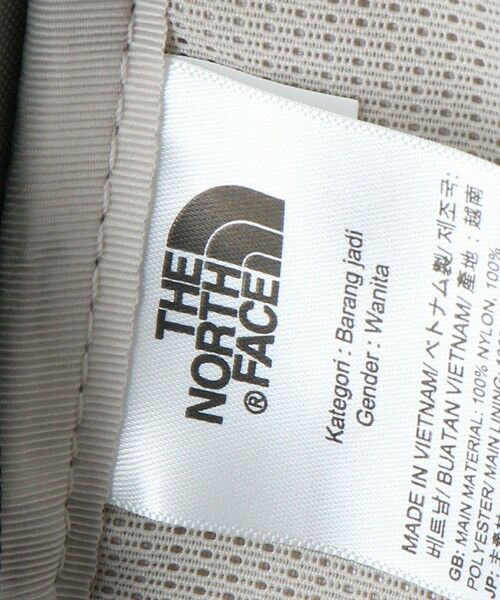 THE
NORTH
FACE®
Kategori : Barang jadi
Gender : Wanita
MADE IN VIETNAM/ ベトナム製/ 제조국:
베트남/ BUATAN VIETNAM/ 產地：越南
GB: MAIN MATERIAL: 100% NYLON, 100%
POLYESTER/ MAIN LINING:
JP: